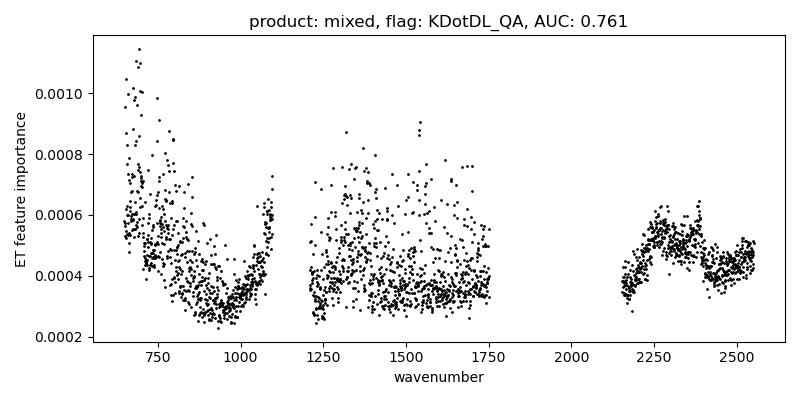 product: mixed, flag: KDotDL_QA, AUC: 0.761
ET feature importance
0.0010
0.0008
0.0006
0.0004
0.0002
750 1000 1250 1500 1750 2000 2250 2500
wavenumber